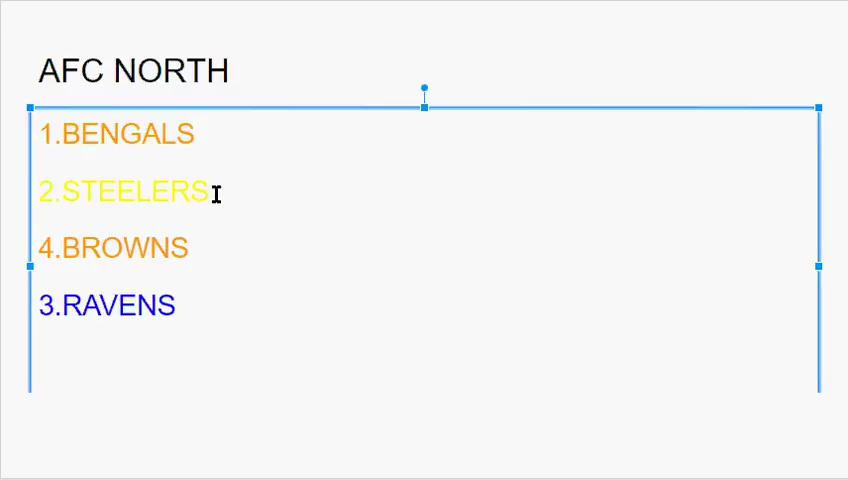 AFC NORTH
1.BENGALS
2.STEELERS
4.BROWNS
3.RAVENS